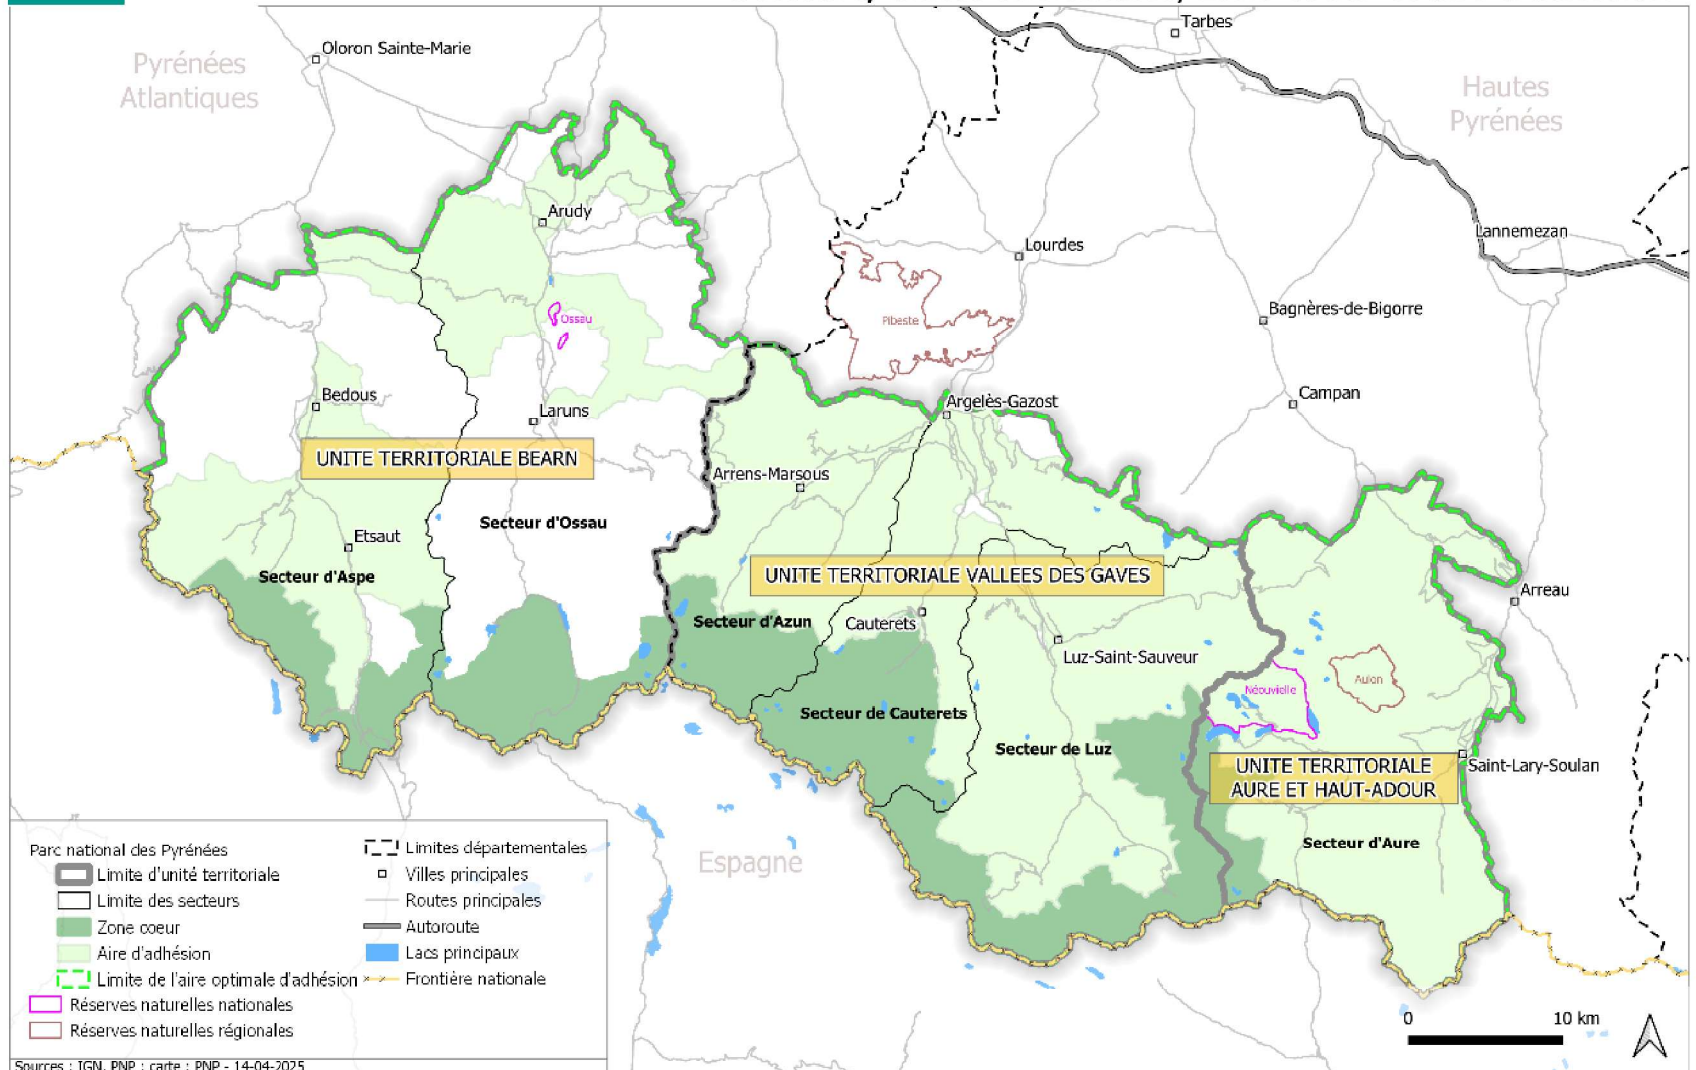 Tarbes
Oloron Sainte-Marie
Pyrénées
Atlantiques
Hautes
Pyrénées
Arudy
Lourdes
Lannemezan
Ossau
Pibeste
Bagnères-de-Bigorre
Bedous
Laruns
Argelès-Gazost
Campan
UNITE TERRITORIALE BEARN
Arrens-Marsous
Secteur d'Ossau
Etsaut
Secteur d'Aspe
UNITE TERRITORIALE VALLEES DES GAVES
Arreau
Secteur d'Azun
Cauterets
Luz-Saint-Sauveur
Néouvielle
Aulon
Secteur de Cauterets
Secteur de Luz
UNITE TERRITORIALE
AURE ET HAUT-ADOUR
Saint-Lary-Soulan
Secteur d'Aure
Espagne
Parc national des Pyrénées
Limite d'unité territoriale
Limite des secteurs
Zone coeur
Aire d'adhésion
Limite de l'aire optimale d'adhésion
Réserves naturelles nationales
Réserves naturelles régionales
Limites départementales
Villes principales
Routes principales
Autoroute
Lacs principaux
Frontière nationale
0 10 km
Sources : IGN, PNP ; carte : PNP - 14-04-2025